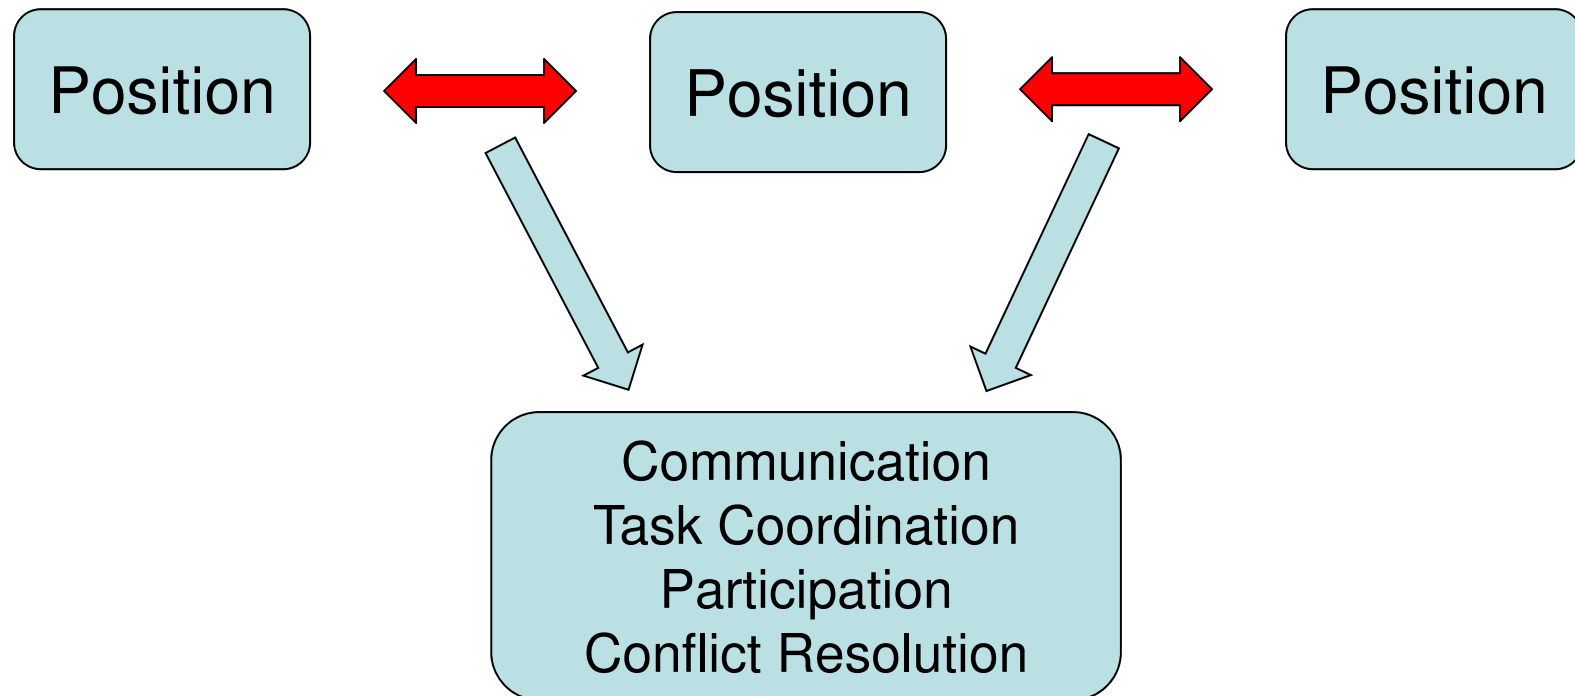 Position
Position
Position
Communication
Task Coordination
Participation
Conflict Resolution